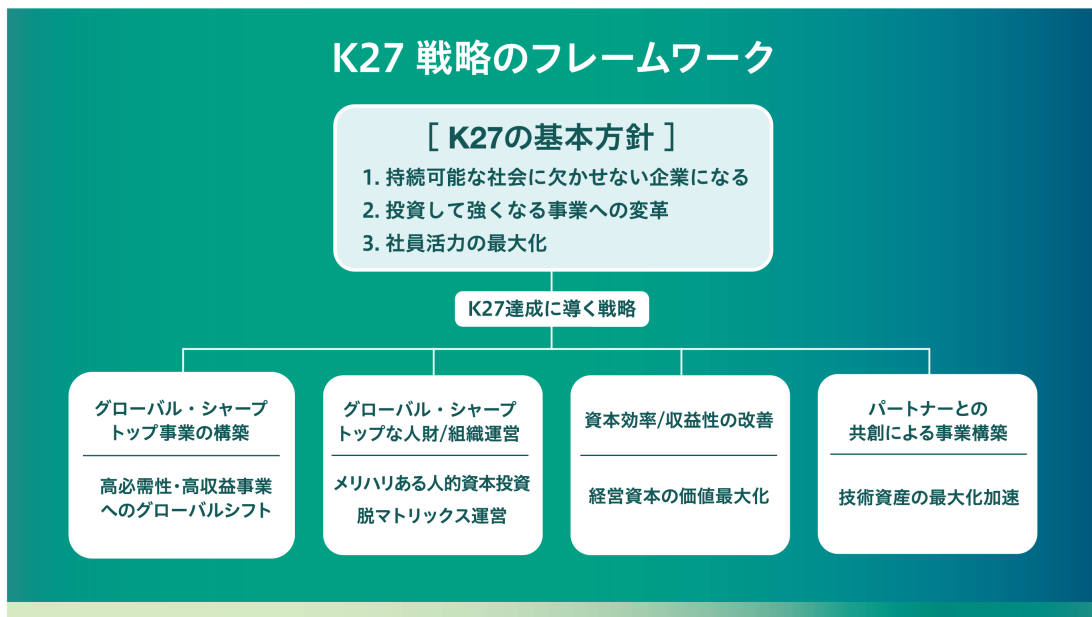 K27 戦略のフレームワーク
[ K27の基本方針 ]
1. 持続可能な社会に欠かせない企業になる
2. 投資して強くなる事業への変革
3. 社員活力の最大化
K27達成に導く戦略
グローバル・シャープ
トップ事業の構築
高必需性・高収益事業
へのグローバルシフト
グローバル・シャープ
トップな人財/組織運営
メリハリある人的資本投資
脱マトリックス運営
資本効率/収益性の改善
経営資本の価値最大化
パートナーとの
共創による事業構築
技術資産の最大化加速